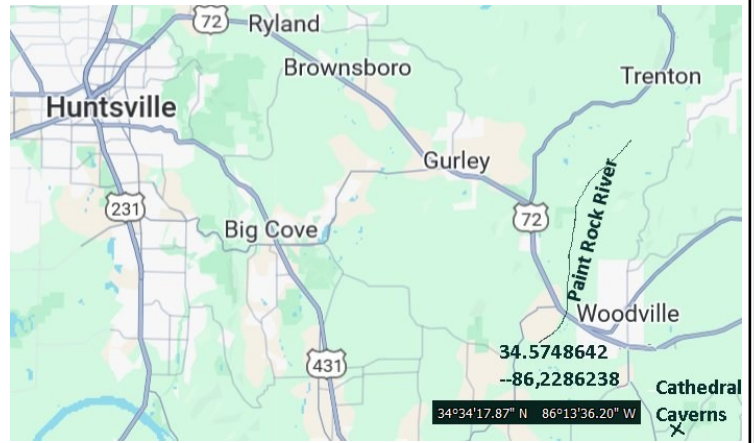 72
Ryland
Brownsboro
Trenton
Huntsville
Gurley
231
72
Big Cove
Paint Rock River
Woodville
34.5748642
--86,2286238
431
Cathedral
Caverns
34°34'17.87" N 86°13'36.20" W